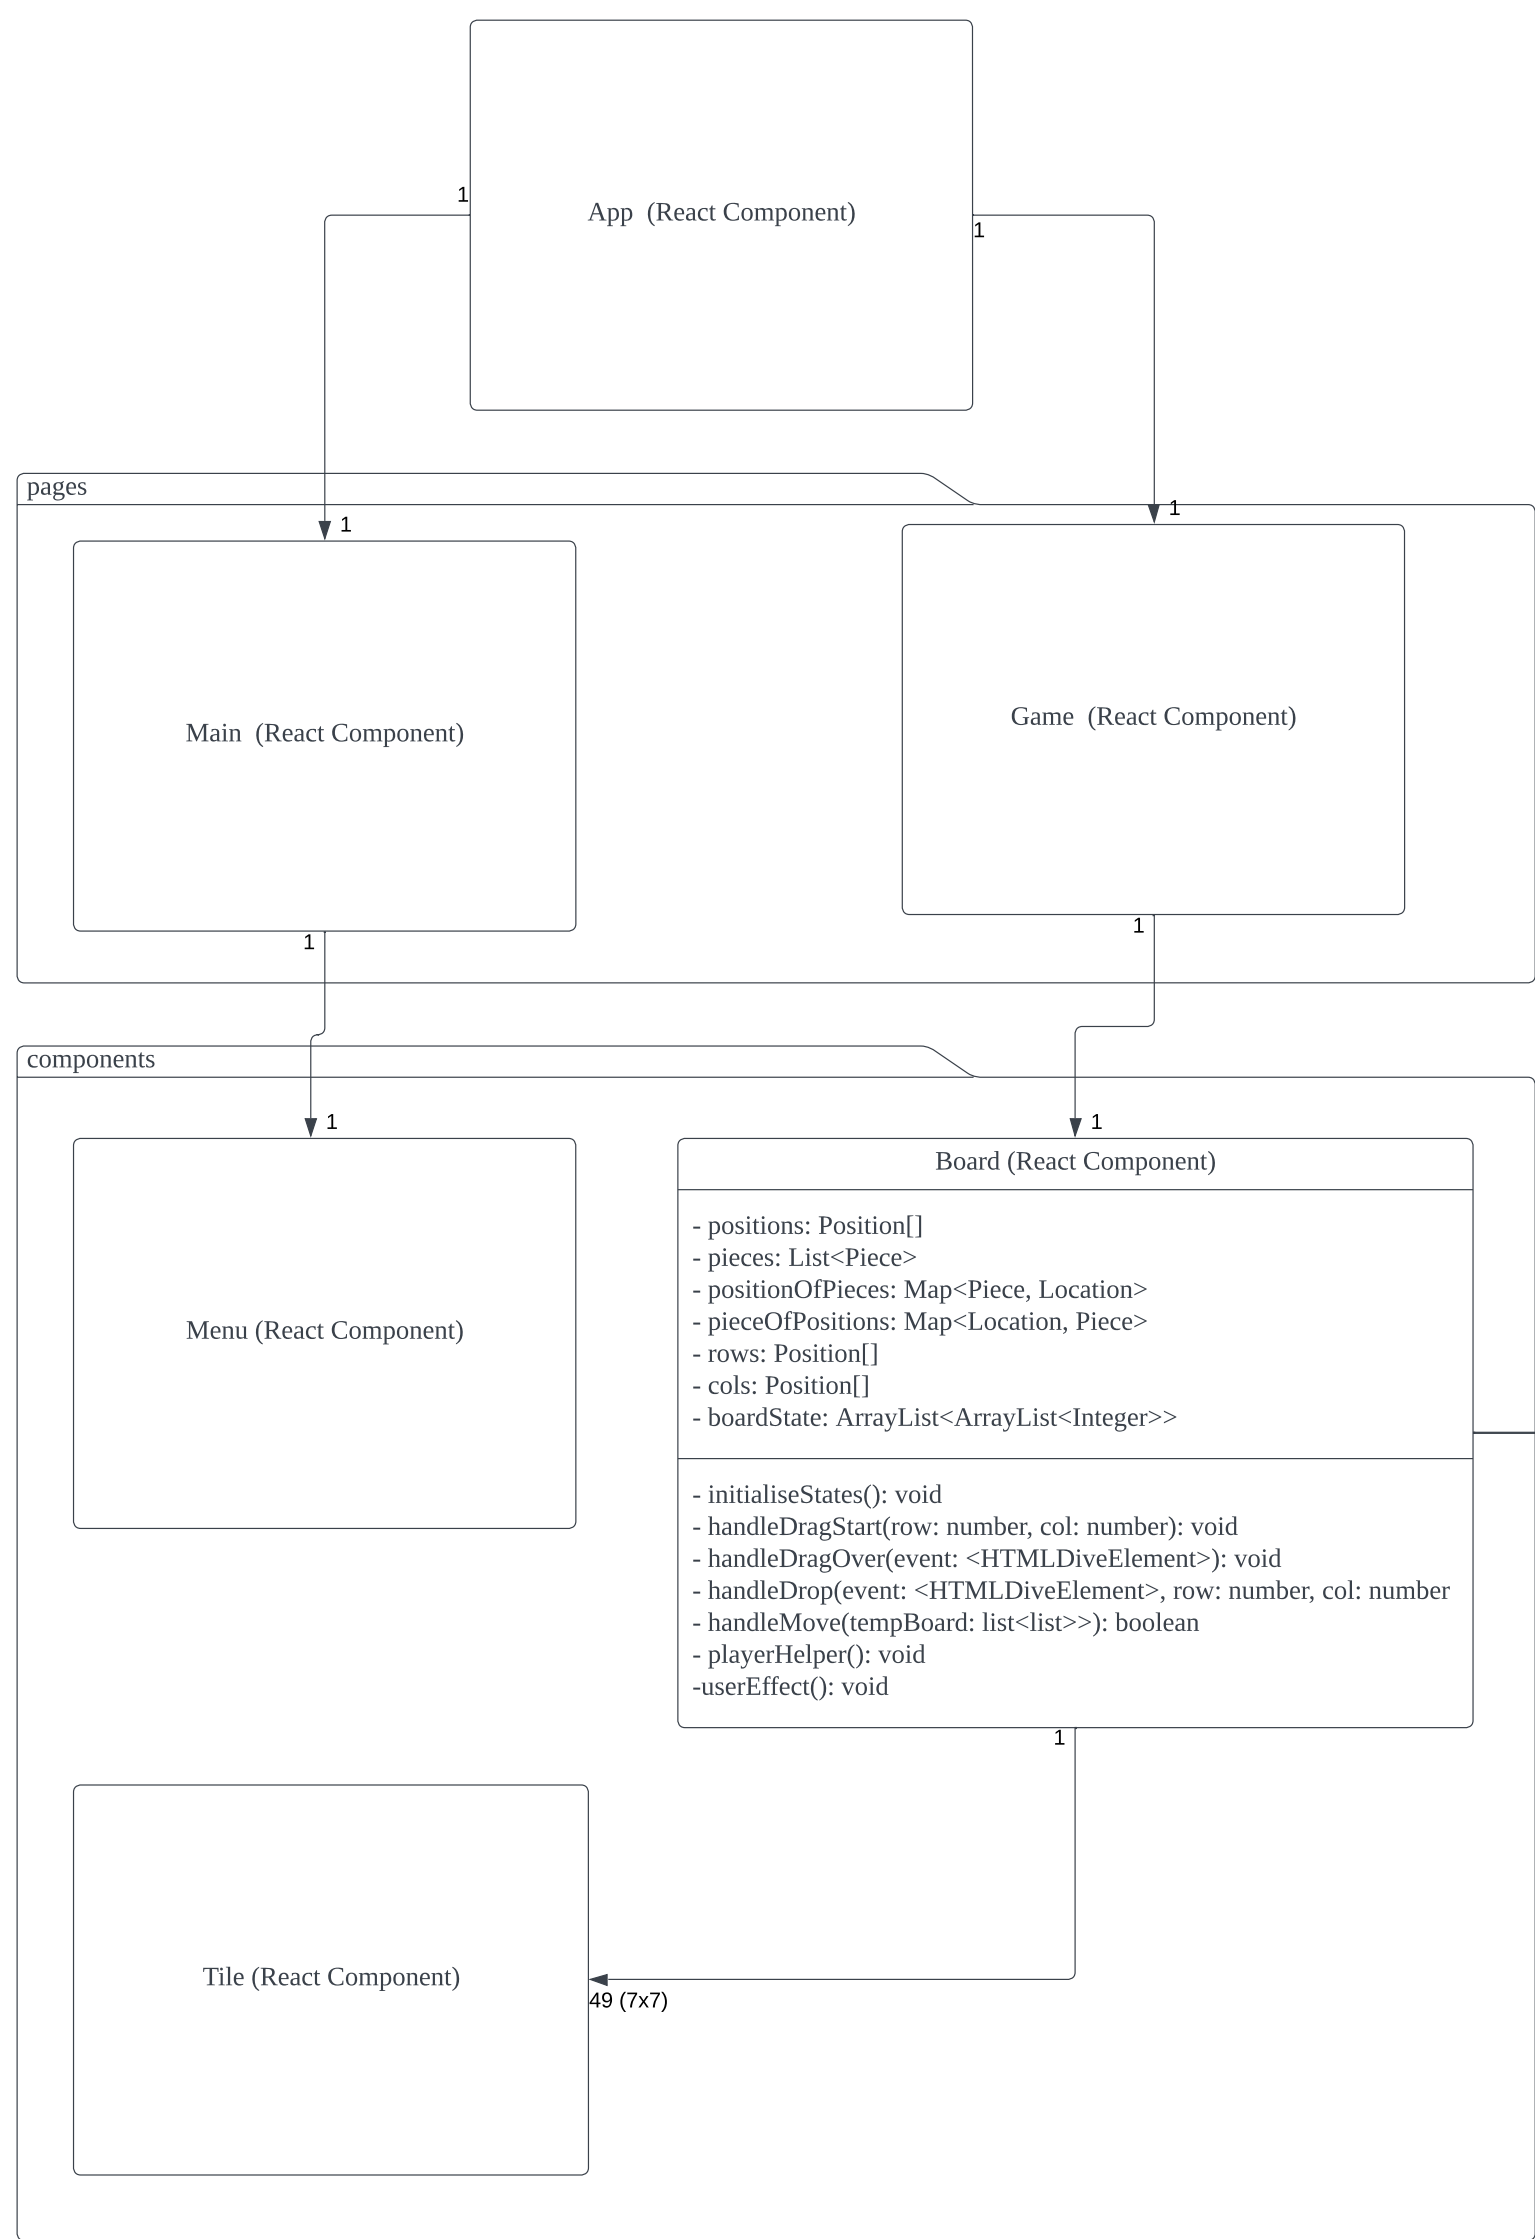 App  (React Component)
1
1
pages
1
1
Main  (React Component)
Game  (React Component)
1
1
components
1
1
Menu (React Component)
Board (React Component)
- positions: Position[]
- pieces: List<Piece>
- positionOfPieces: Map<Piece, Location>
- pieceOfPositions: Map<Location, Piece>
- rows: Position[]
- cols: Position[]
- boardState: ArrayList<ArrayList<Integer>>
- initialiseStates(): void
- handleDragStart(row: number, col: number): void
- handleDragOver(event: <HTMLDiveElement>): void
- handleDrop(event: <HTMLDiveElement>, row: number, col: number
- handleMove(tempBoard: list<list>>): boolean
- playerHelper(): void
-userEffect(): void
1
Tile (React Component)
49 (7x7)